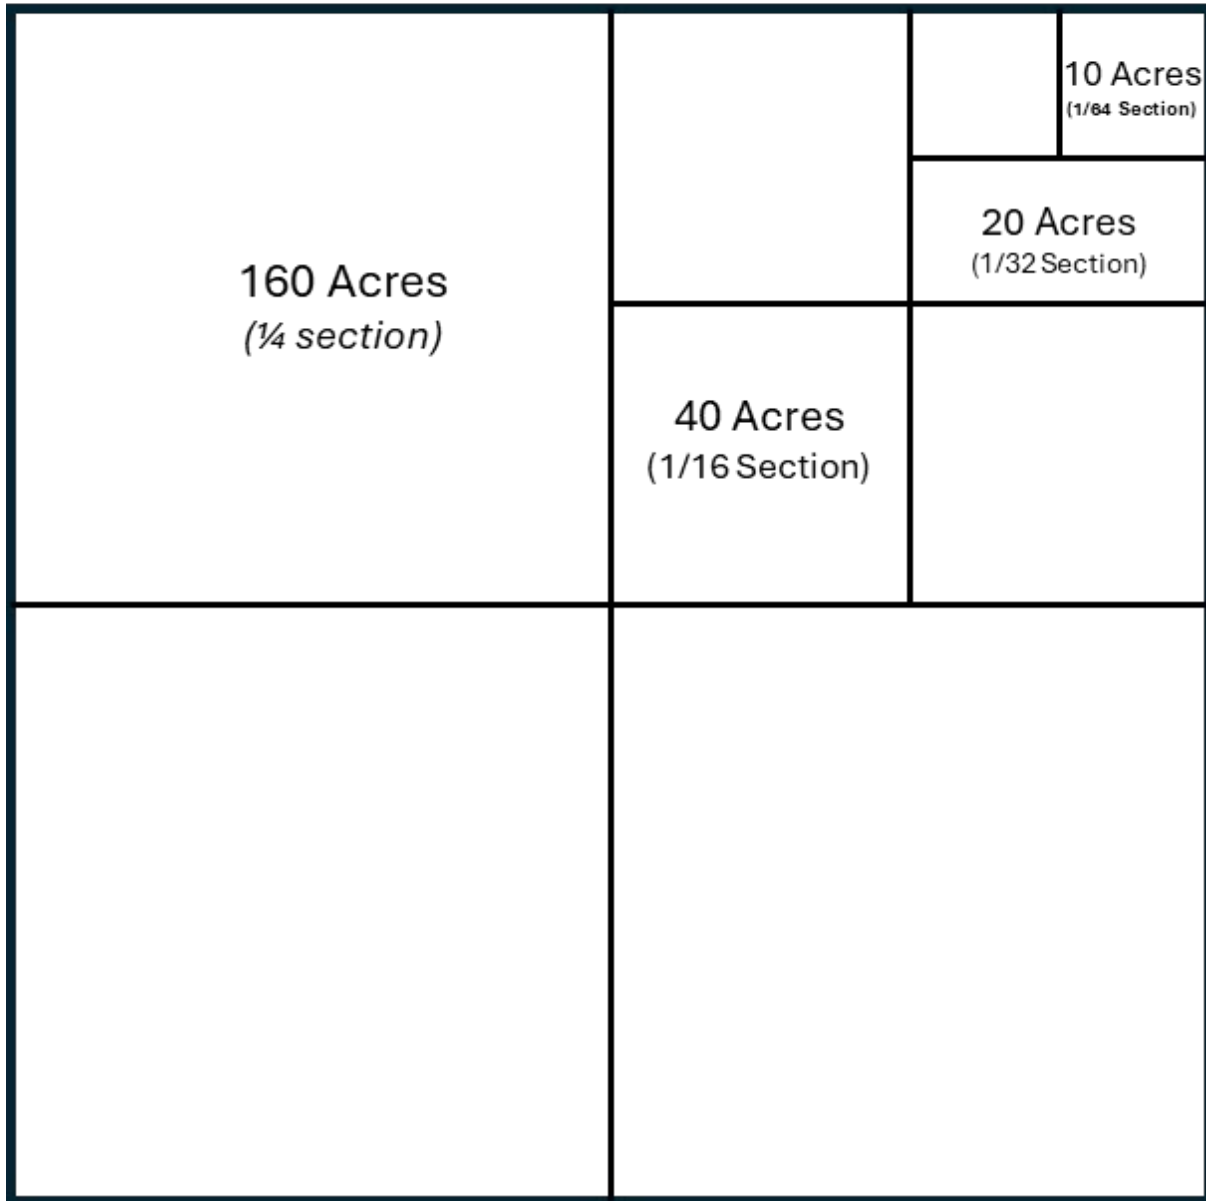 10 Acres
(1/64 Section)
20 Acres
(1/32 Section)
160 Acres
(¼ section)
40 Acres
(1/16 Section)